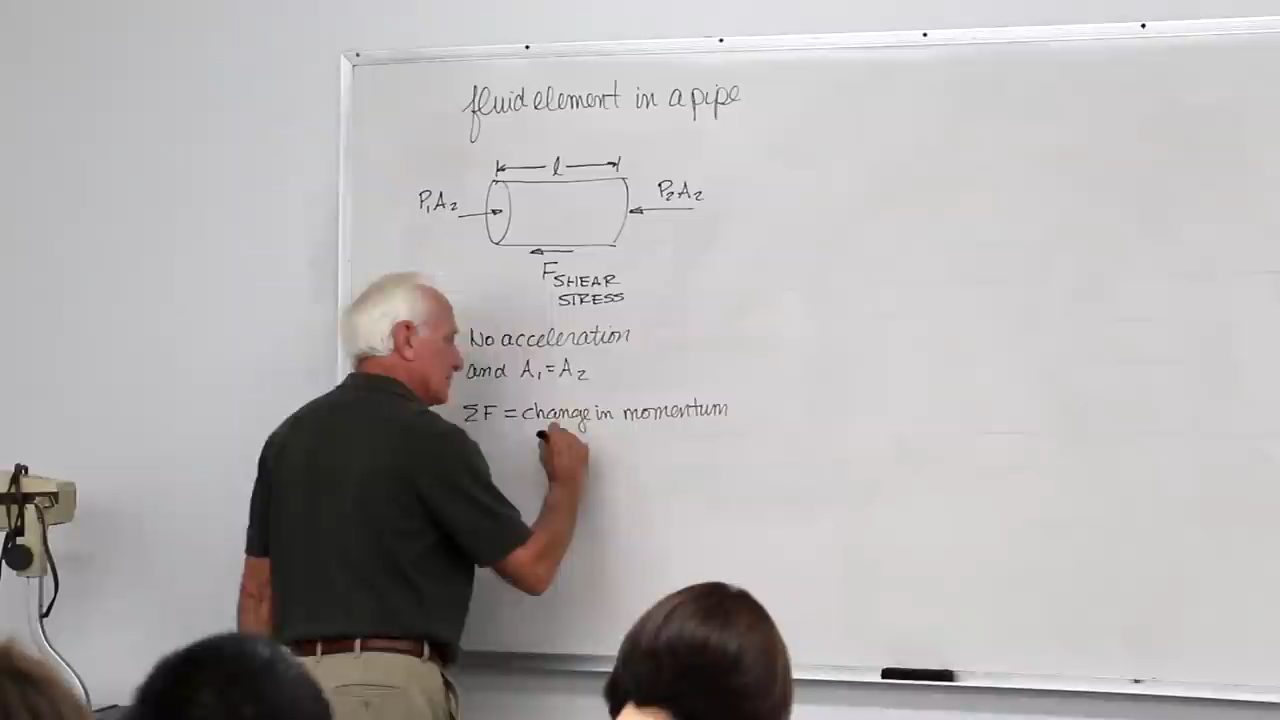 fluid element in a pipe
l
P₁A₂
P₂A₂
F SHEAR
STRESS
No acceleration
and A₁ = A₂
ΣF = change in momentum